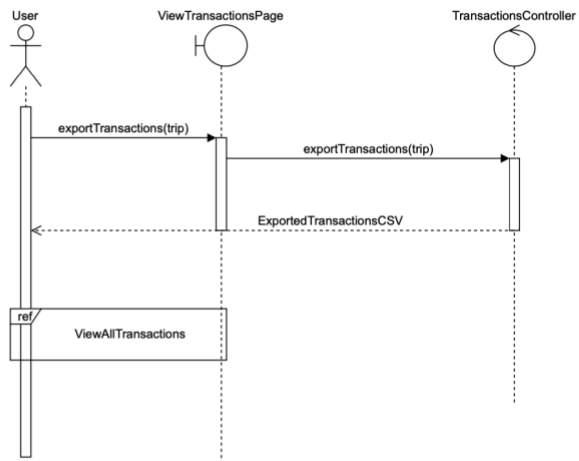 User
ViewTransactionsPage
TransactionsController
exportTransactions(trip)
exportTransactions(trip)
ExportedTransactionsCSV
ref
ViewAllTransactions